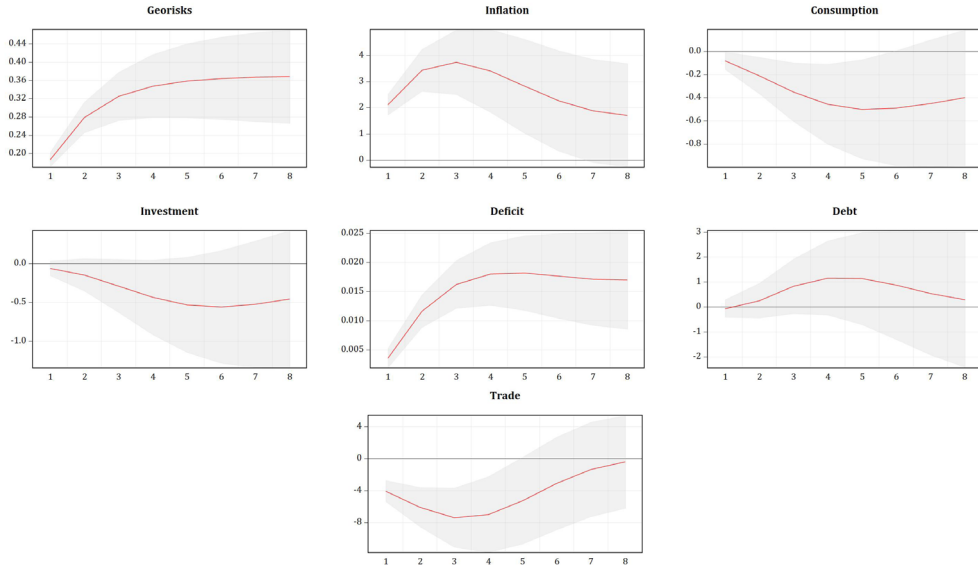 Georisks
0.44
0.40
0.36
0.32
0.28
0.24
0.20
1 2 3 4 5 6 7 8
Inflation
4
3
2
1
0
1 2 3 4 5 6 7 8
Consumption
0.0
-0.2
-0.4
-0.6
-0.8
1 2 3 4 5 6 7 8
Investment
0.0
-0.5
-1.0
1 2 3 4 5 6 7 8
Deficit
0.025
0.020
0.015
0.010
0.005
1 2 3 4 5 6 7 8
Debt
3
2
1
0
-1
-2
1 2 3 4 5 6 7 8
Trade
4
0
-4
-8
1 2 3 4 5 6 7 8